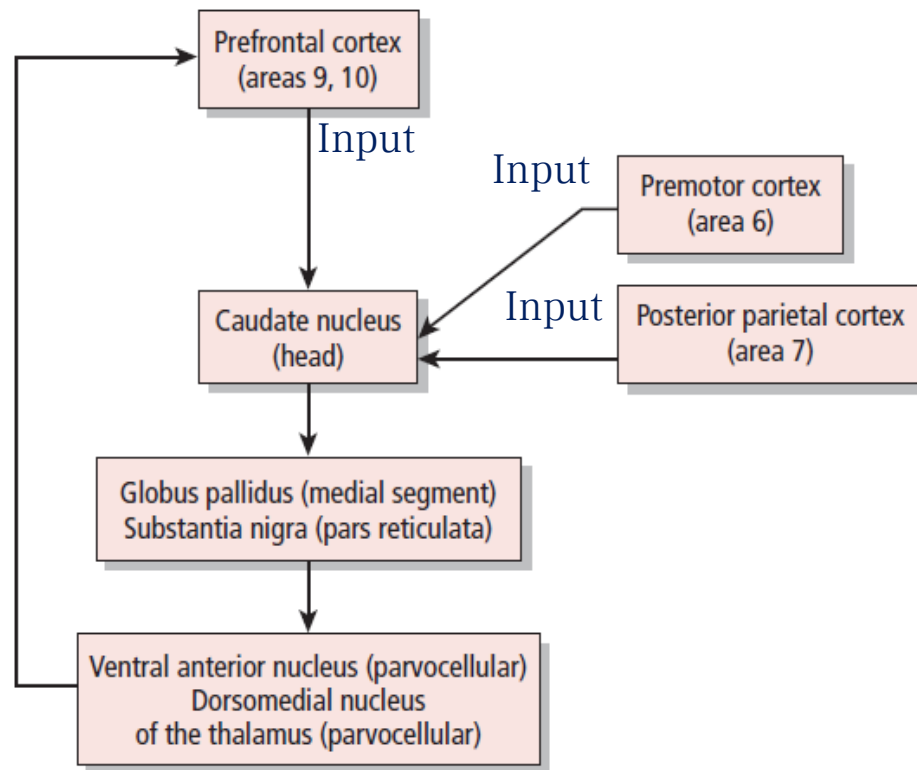 Prefrontal cortex
(areas 9, 10)
Input
Input
Premotor cortex
(area 6)
Input
Posterior parietal cortex
(area 7)
Caudate nucleus
(head)
Globus pallidus (medial segment)
Substantia nigra (pars reticulata)
Ventral anterior nucleus (parvocellular)
Dorsomedial nucleus
of the thalamus (parvocellular)